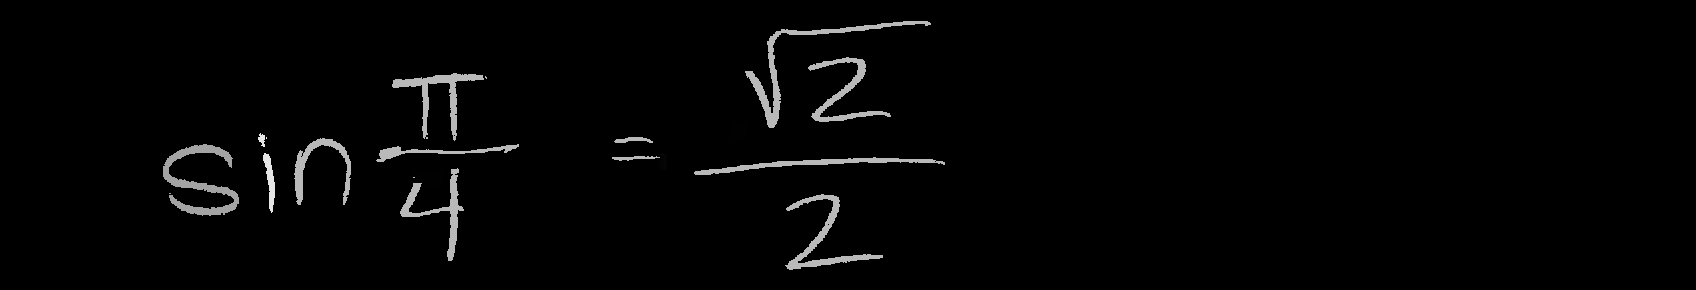 sin π/4 = √2/2